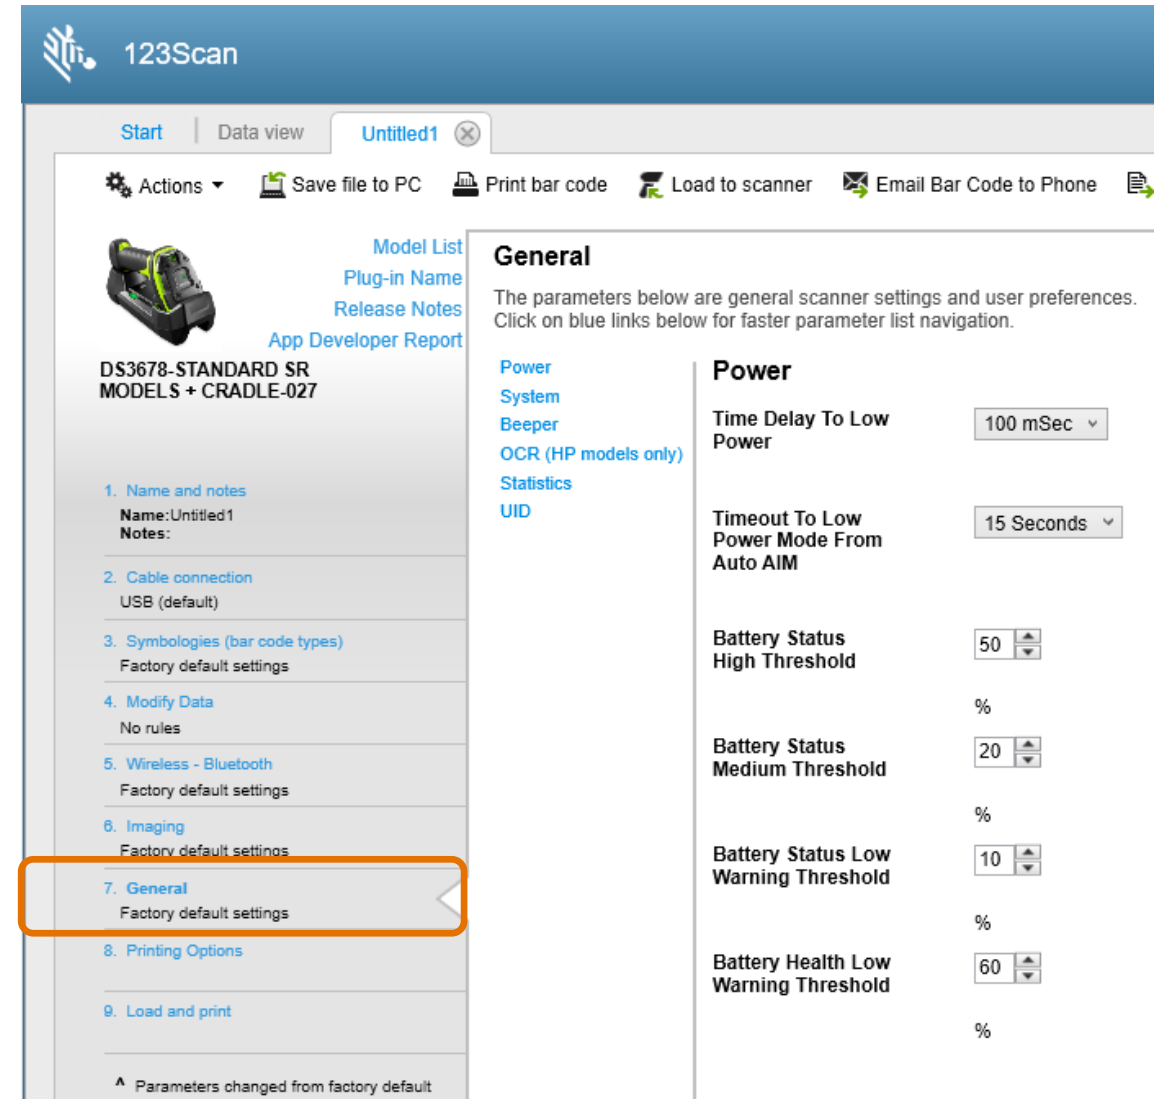 123Scan
Start
Data view
Untitled1
Actions
Save file to PC
Print bar code
Load to scanner
Email Bar Code to Phone
Model List
Plug-in Name
Release Notes
App Developer Report
DS3678-STANDARD SR
MODELS + CRADLE-027
1. Name and notes
Name:Untitled1
Notes:
2. Cable connection
USB (default)
3. Symbologies (bar code types)
Factory default settings
4. Modify Data
No rules
5. Wireless - Bluetooth
Factory default settings
6. Imaging
Factory default settings
7. General
Factory default settings
8. Printing Options
9. Load and print
^ Parameters changed from factory default
General
The parameters below are general scanner settings and user preferences.
Click on blue links below for faster parameter list navigation.
Power
System
Beeper
OCR (HP models only)
Statistics
UID
Power
Time Delay To Low
Power
100 mSec
Timeout To Low
Power Mode From
Auto AIM
15 Seconds
Battery Status
High Threshold
50
%
Battery Status
Medium Threshold
20
%
Battery Status Low
Warning Threshold
10
%
Battery Health Low
Warning Threshold
60
%